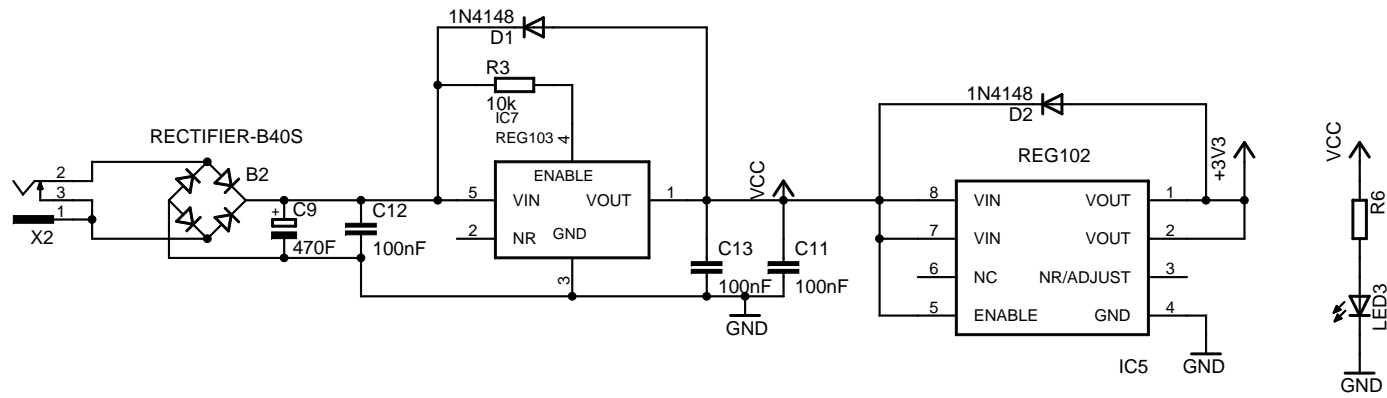 1N4148
D1
R3
10k
IC7
REG103
4
RECTIFIER-B40S
B2
2
3
1
X2
+
C9
470F
C12
100nF
5
2
ENABLE
VIN
VOUT
NR
GND
1
3
C13
100nF
VCC
C11
100nF
GND
1N4148
D2
REG102
+3V3
8
VIN
VOUT
1
7
VIN
VOUT
2
6
NC
NR/ADJUST
3
5
ENABLE
GND
4
IC5
GND
VCC
R6
LED3
GND